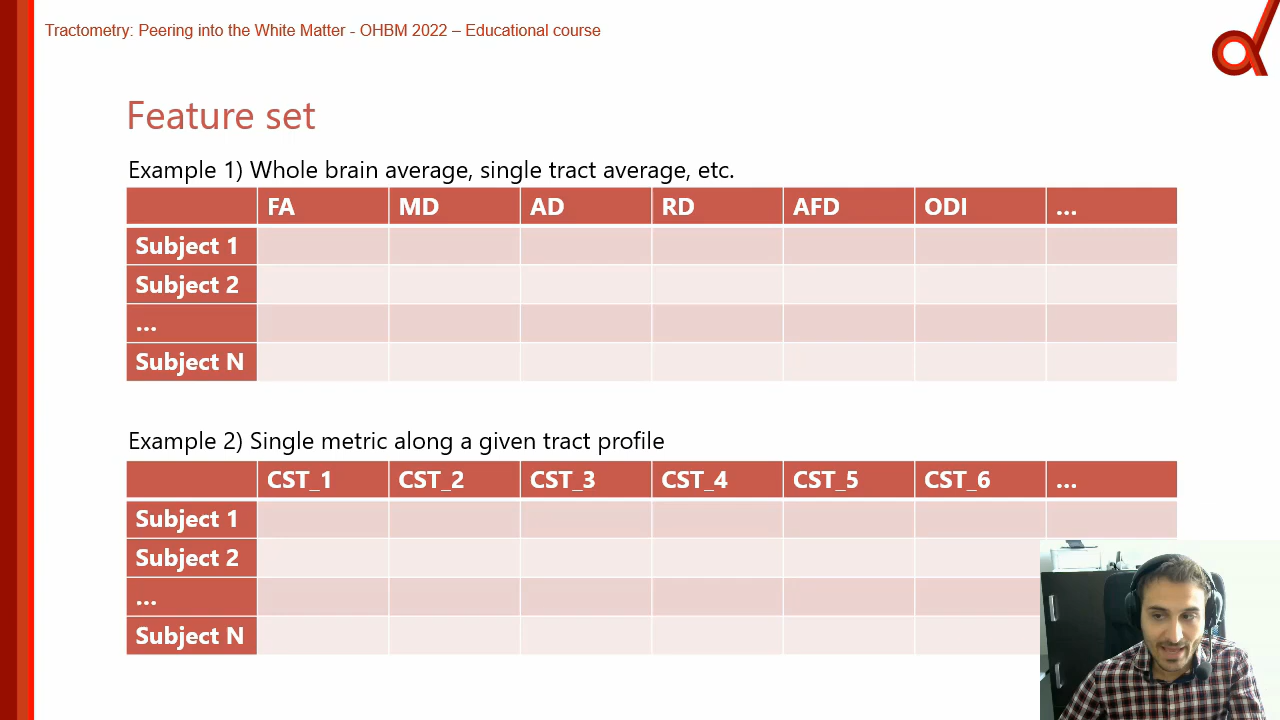 Tractometry: Peering into the White Matter - OHBM 2022 – Educational course
Feature set
Example 1) Whole brain average, single tract average, etc.
FA MD AD RD AFD ODI ...
Subject 1
Subject 2
...
Subject N
Example 2) Single metric along a given tract profile
CST_1 CST_2 CST_3 CST_4 CST_5 CST_6 ...
Subject 1
Subject 2
...
Subject N